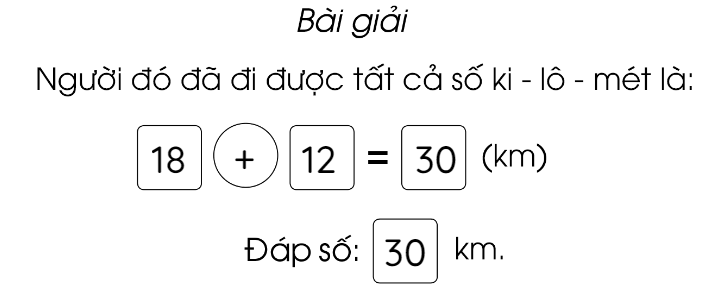 Bài giải
Người đó đã đi được tất cả số ki - lô - mét là:
18 + 12 = 30 (km)
Đáp số: 30 km.